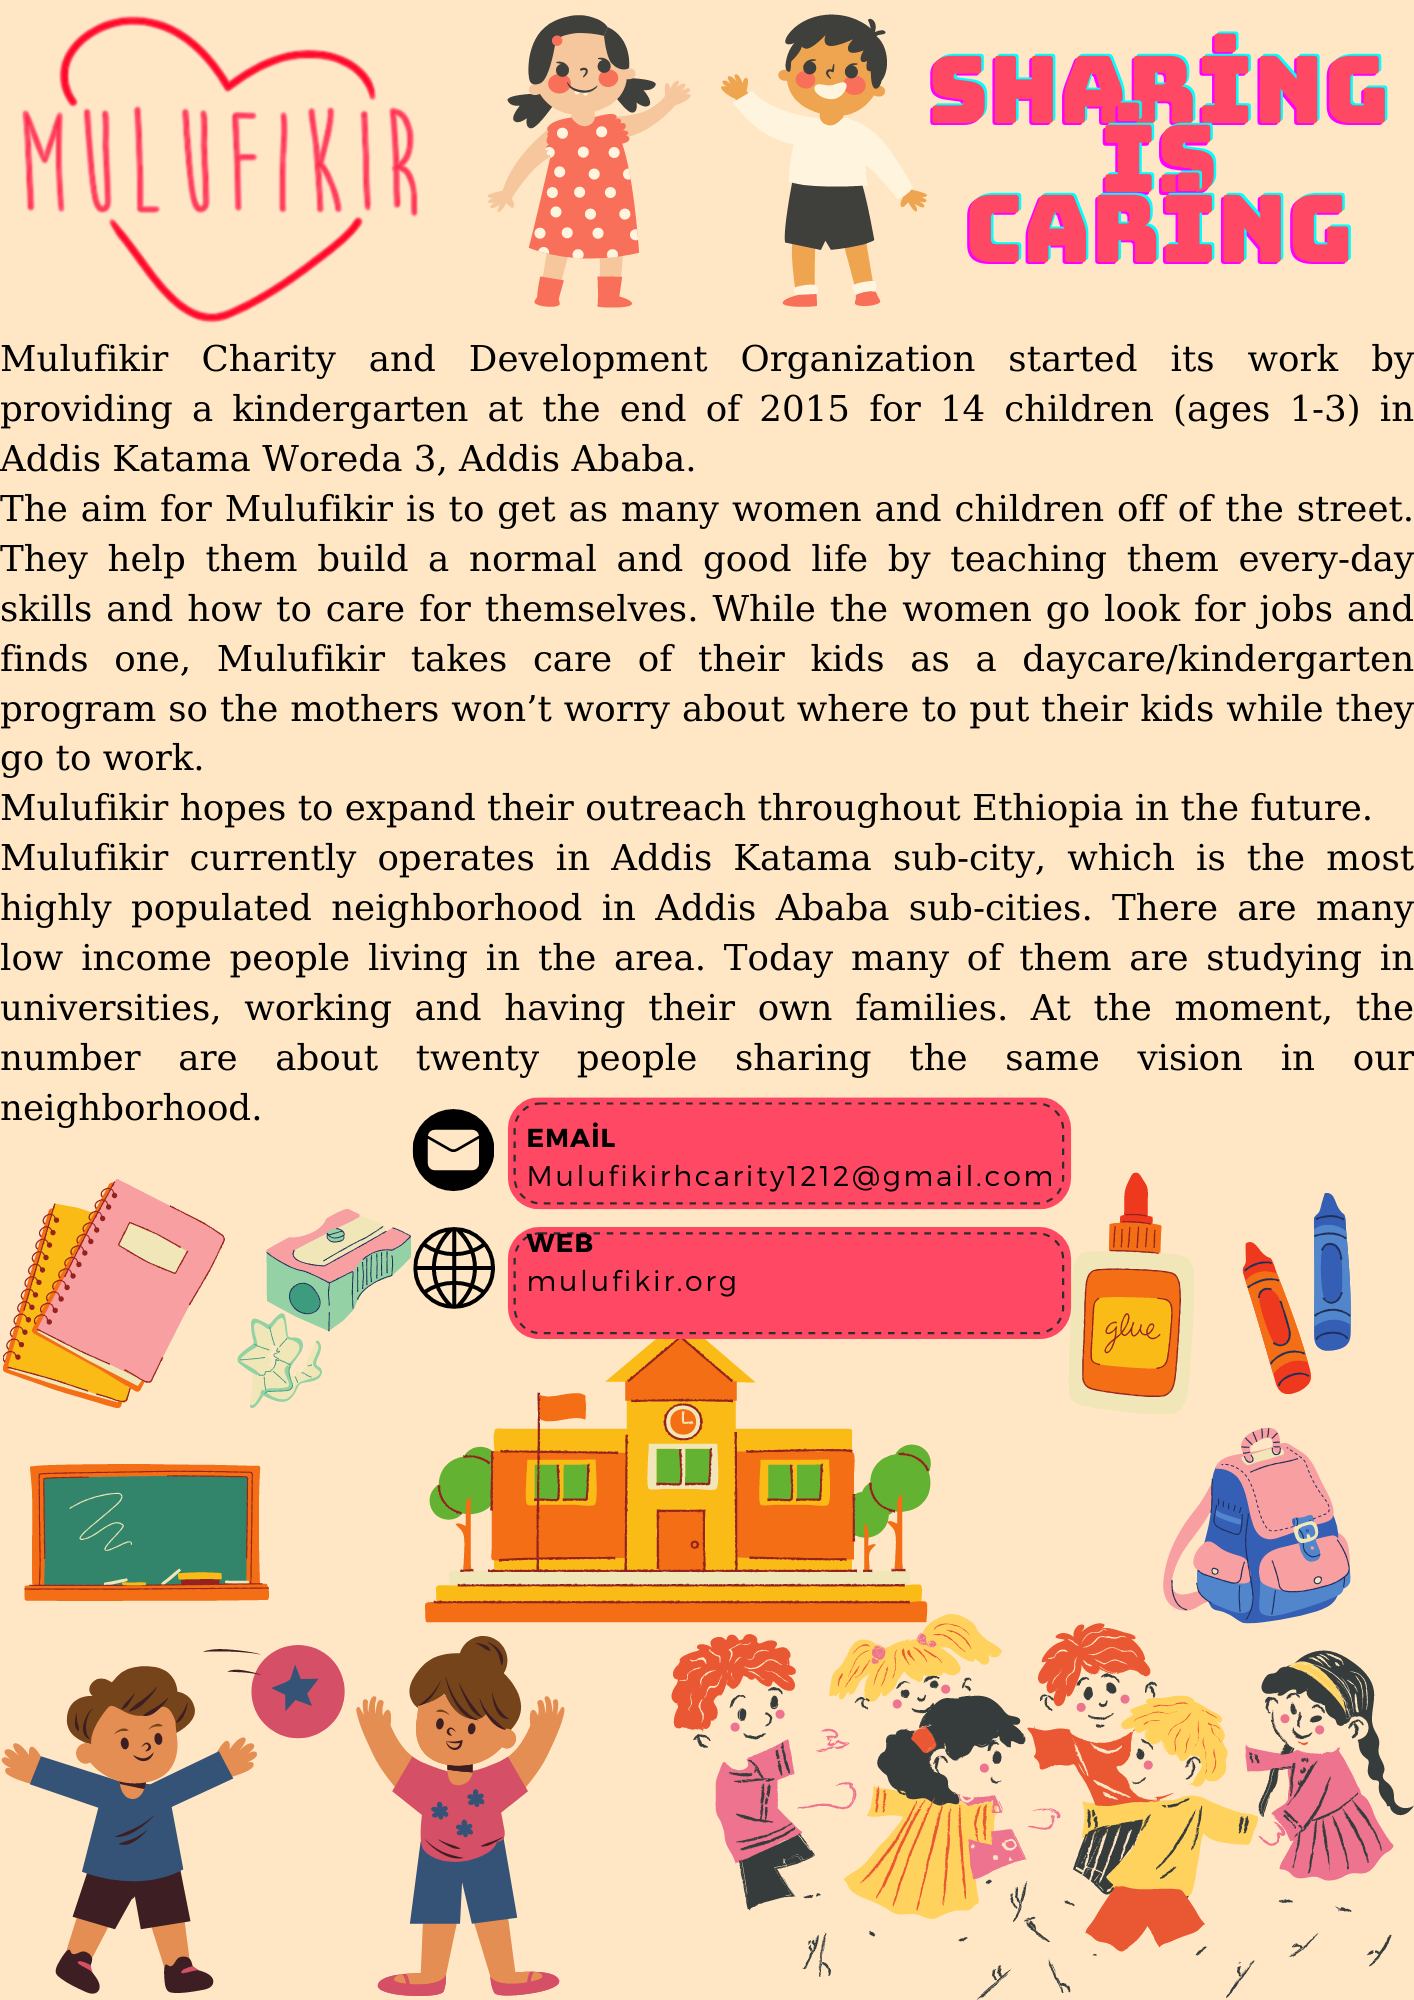 MULUFIKIR
SHARİNG
İS
CARİNG
Mulufikir Charity and Development Organization started its work by
providing a kindergarten at the end of 2015 for 14 children (ages 1-3) in
Addis Katama Woreda 3, Addis Ababa.
The aim for Mulufikir is to get as many women and children off of the street.
They help them build a normal and good life by teaching them every-day
skills and how to care for themselves. While the women go look for jobs and
finds one, Mulufikir takes care of their kids as a daycare/kindergarten
program so the mothers won’t worry about where to put their kids while they
go to work.
Mulufikir hopes to expand their outreach throughout Ethiopia in the future.
Mulufikir currently operates in Addis Katama sub-city, which is the most
highly populated neighborhood in Addis Ababa sub-cities. There are many
low income people living in the area. Today many of them are studying in
universities, working and having their own families. At the moment, the
number are about twenty people sharing the same vision in our
neighborhood.
EMAİL
Mulufikirhcarity1212@gmail.com
WEB
mulufikir.org
glue